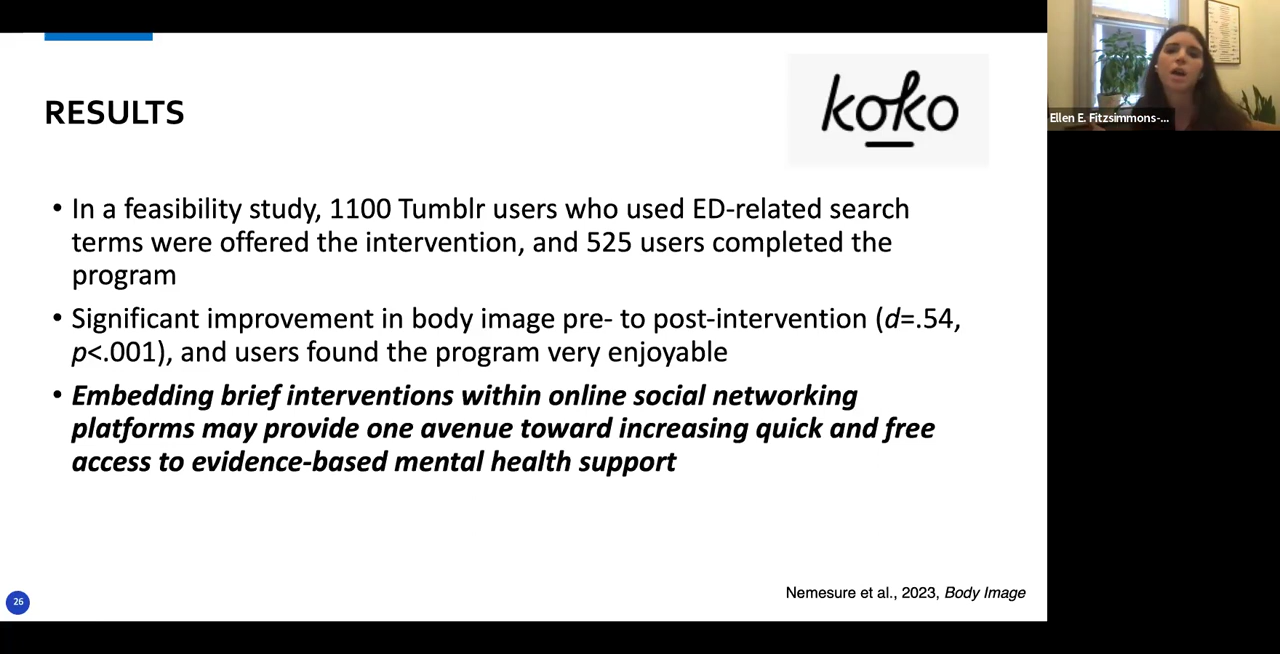 RESULTS
koko
Ellen E. Fitzsimmons-...
• In a feasibility study, 1100 Tumblr users who used ED-related search
terms were offered the intervention, and 525 users completed the
program
• Significant improvement in body image pre- to post-intervention (d=.54,
p<.001), and users found the program very enjoyable
• Embedding brief interventions within online social networking
platforms may provide one avenue toward increasing quick and free
access to evidence-based mental health support
Nemesure et al., 2023, Body Image
26